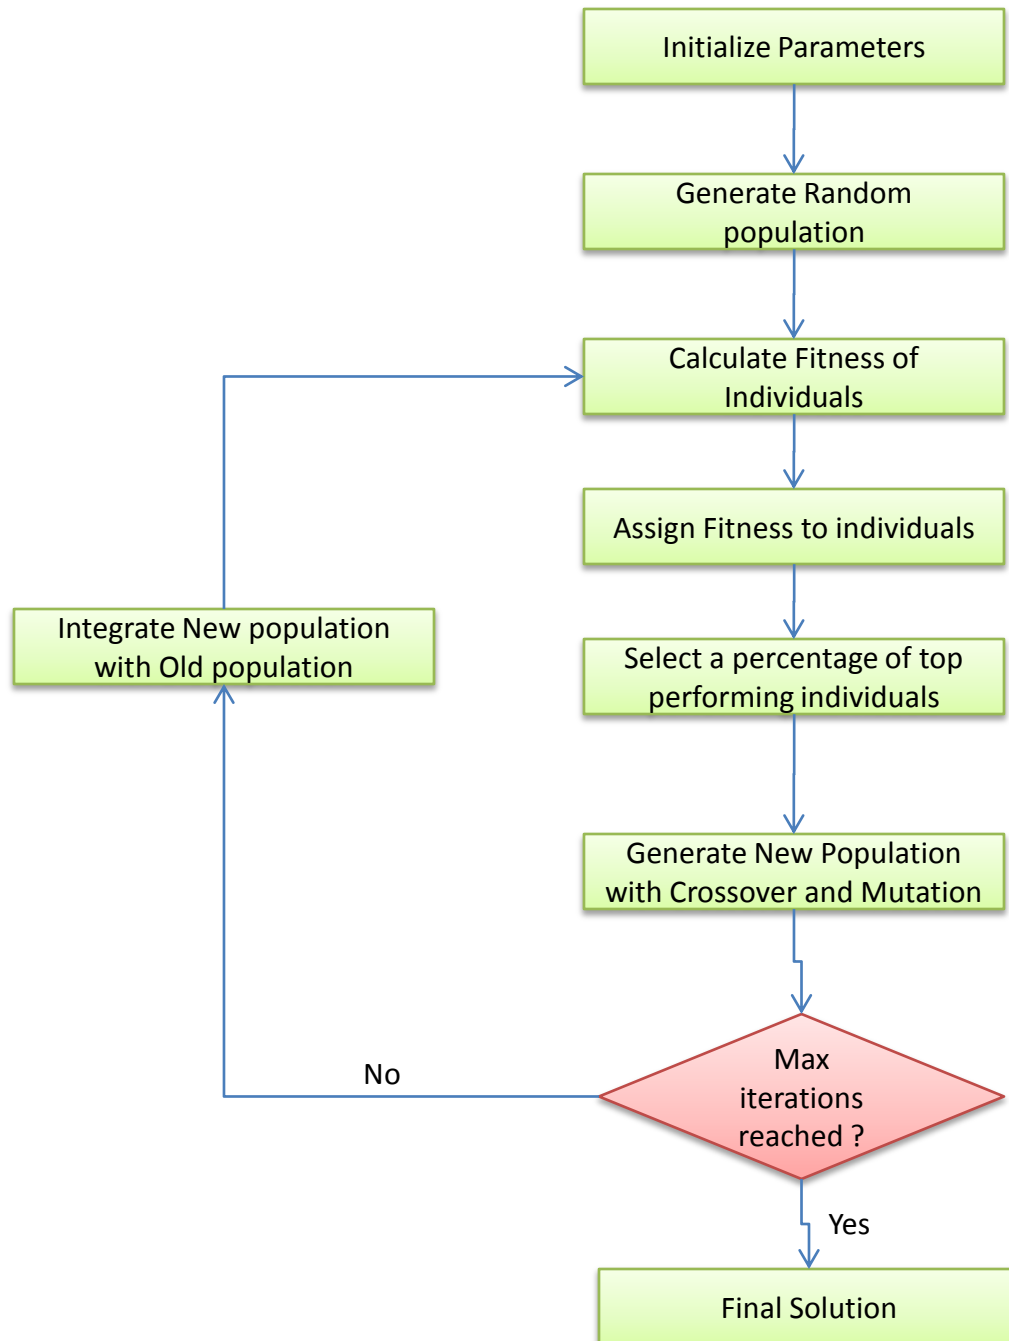 Initialize Parameters
Generate Random
population
Calculate Fitness of
Individuals
Assign Fitness to individuals
Integrate New population
with Old population
Select a percentage of top
performing individuals
Generate New Population
with Crossover and Mutation
No
Max
iterations
reached ?
Yes
Final Solution